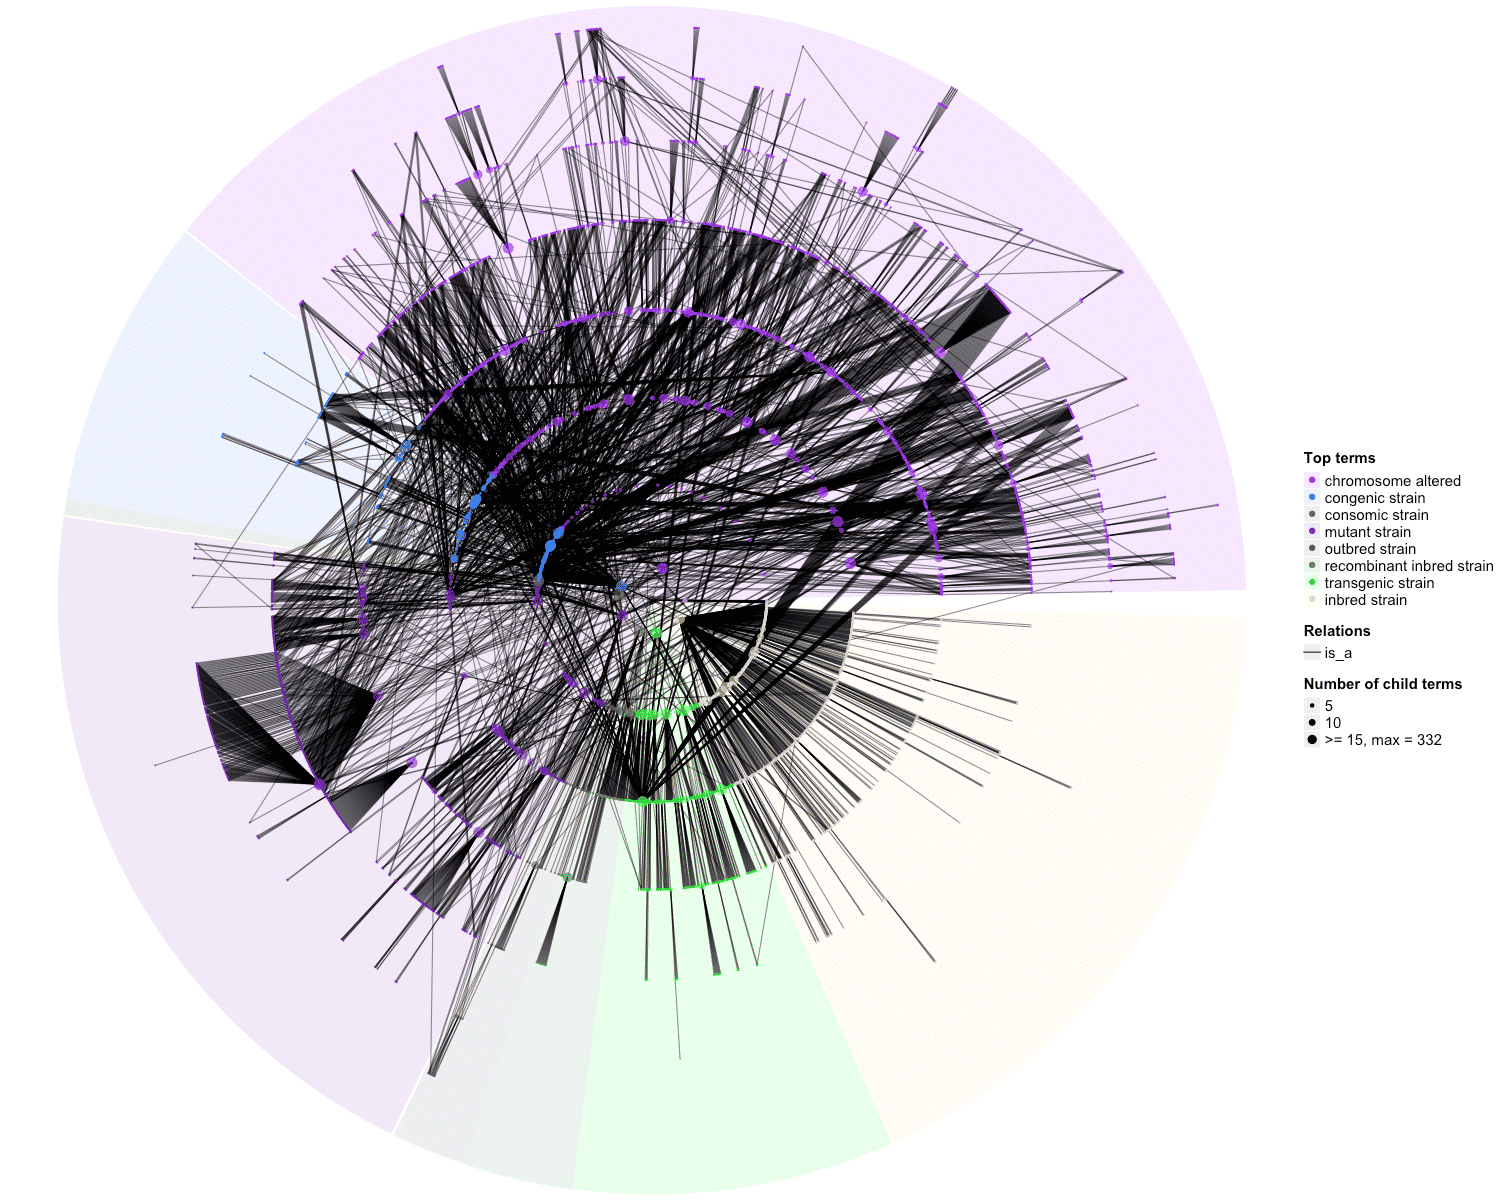 Top terms
chromosome altered
congenic strain
consomic strain
mutant strain
outbred strain
recombinant inbred strain
transgenic strain
inbred strain
Relations
is_a
Number of child terms
5
10
>= 15, max = 332